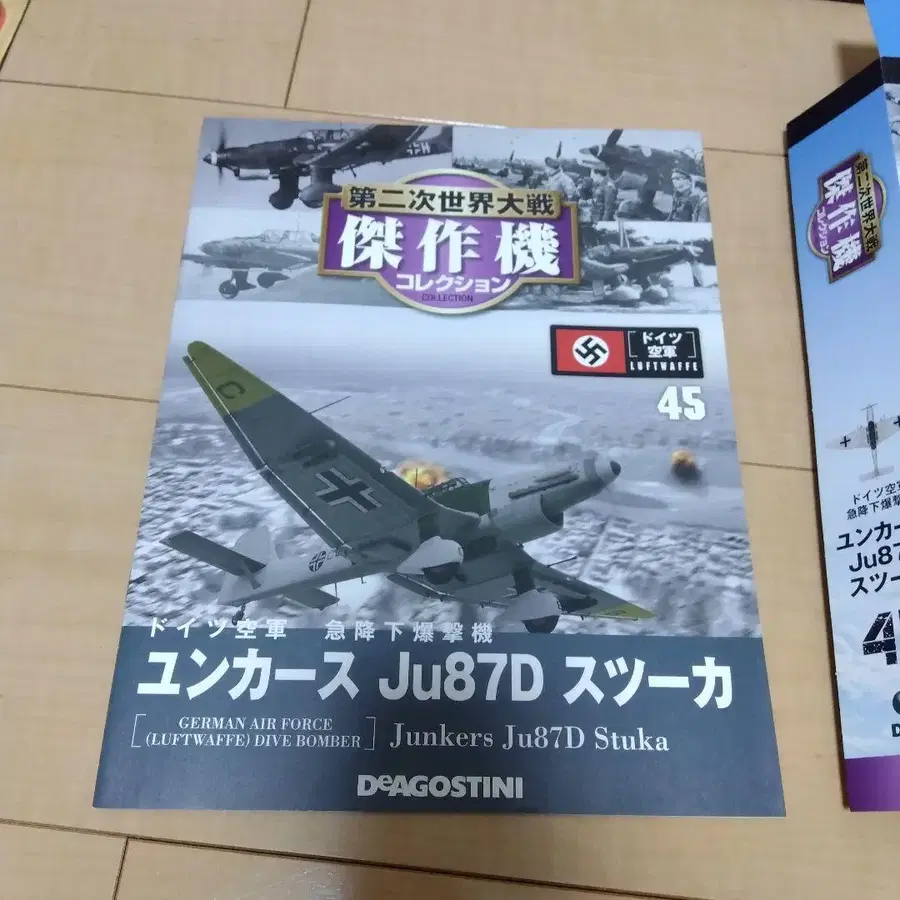 第二次世界大戦
傑作機
コレクション
COLLECTION
ドイツ
空軍
LUFTWAFFE
45
C
ドイツ空軍 急降下爆撃機
ユンカース Ju87D スツーカ
GERMAN AIR FORCE
(LUFTWAFFE) DIVE BOMBER
Junkers Ju87D Stuka
DeAGOSTINI
第二次世界大戦
傑作機
コレクション
ドイツ空軍
急降下爆撃
ユンカー
Ju87
スツー